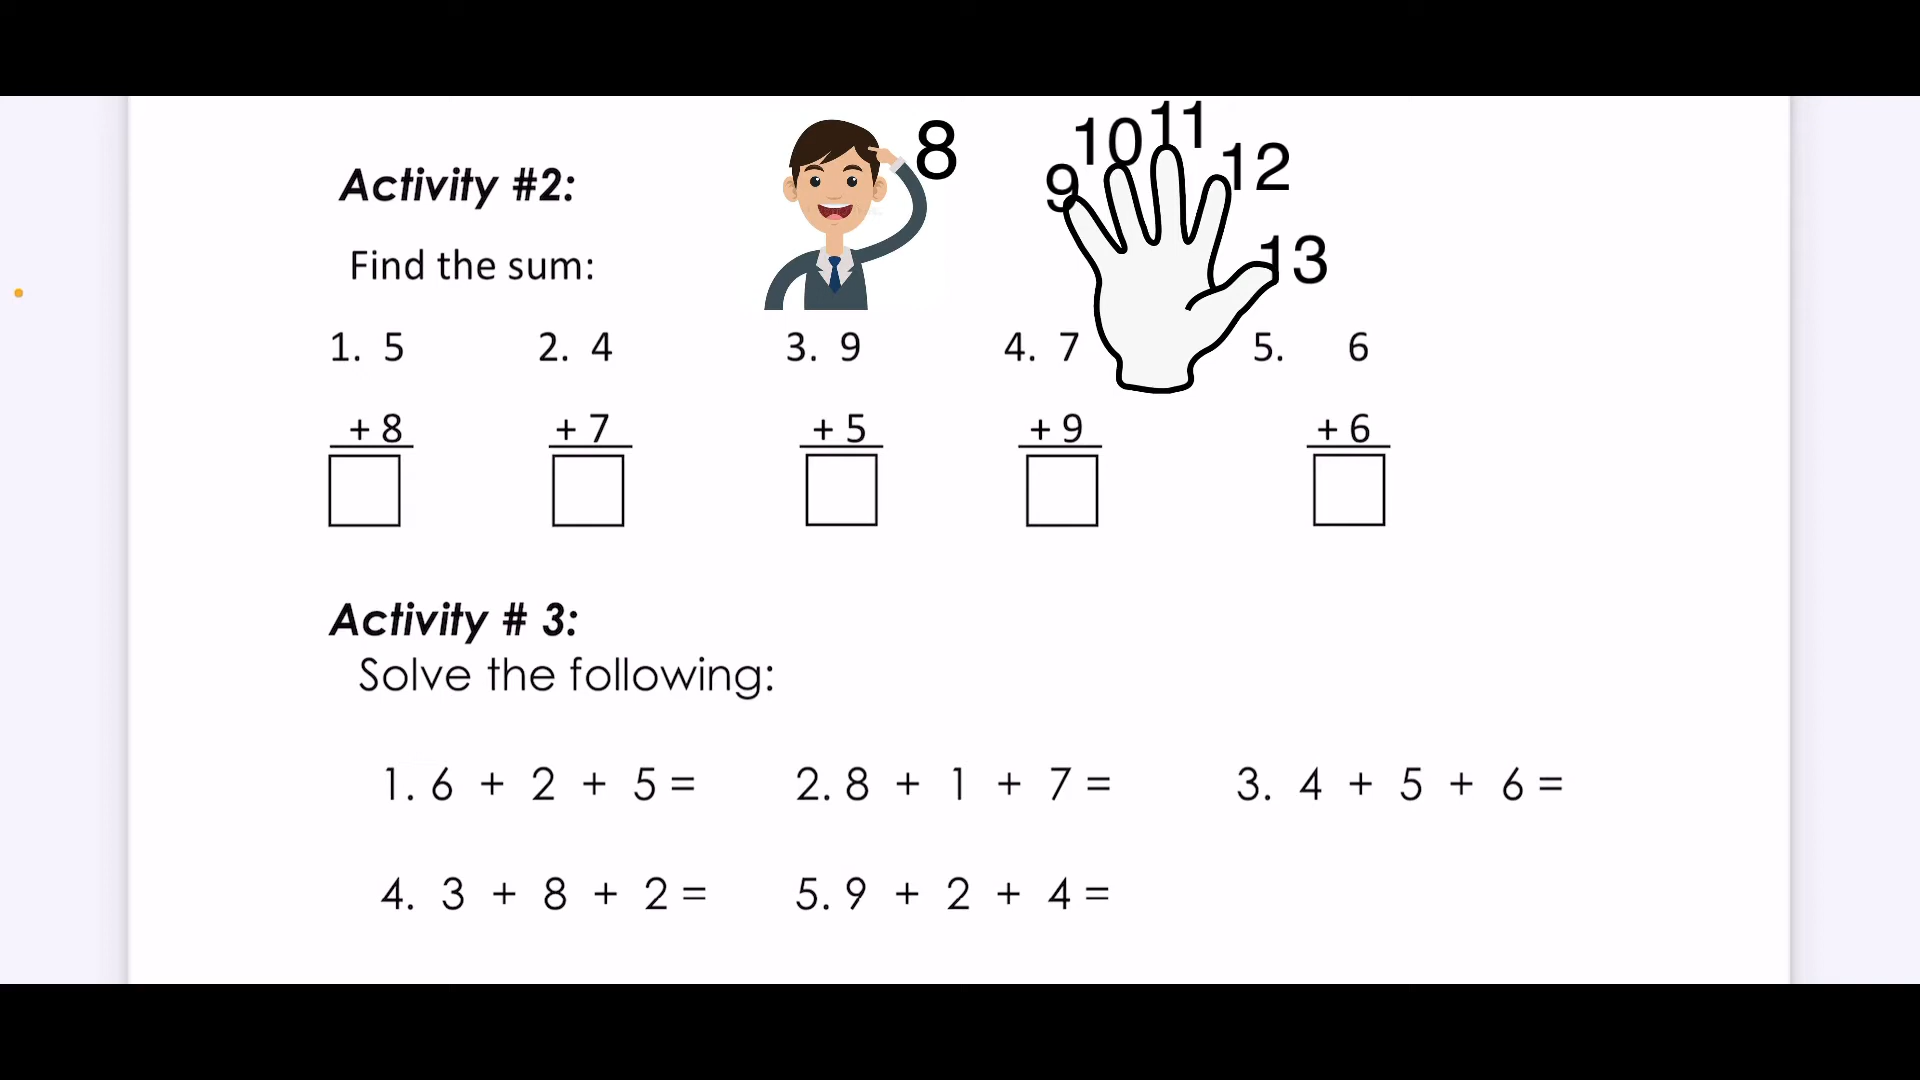 8
9 10 11 12 13
Activity #2:
Find the sum:
1. 5 2. 4 3. 9 4. 7 5. 6
+ 8 + 7 + 5 + 9 + 6
Activity # 3:
Solve the following:
1. 6 + 2 + 5 = 2. 8 + 1 + 7 = 3. 4 + 5 + 6 =
4. 3 + 8 + 2 = 5. 9 + 2 + 4 =